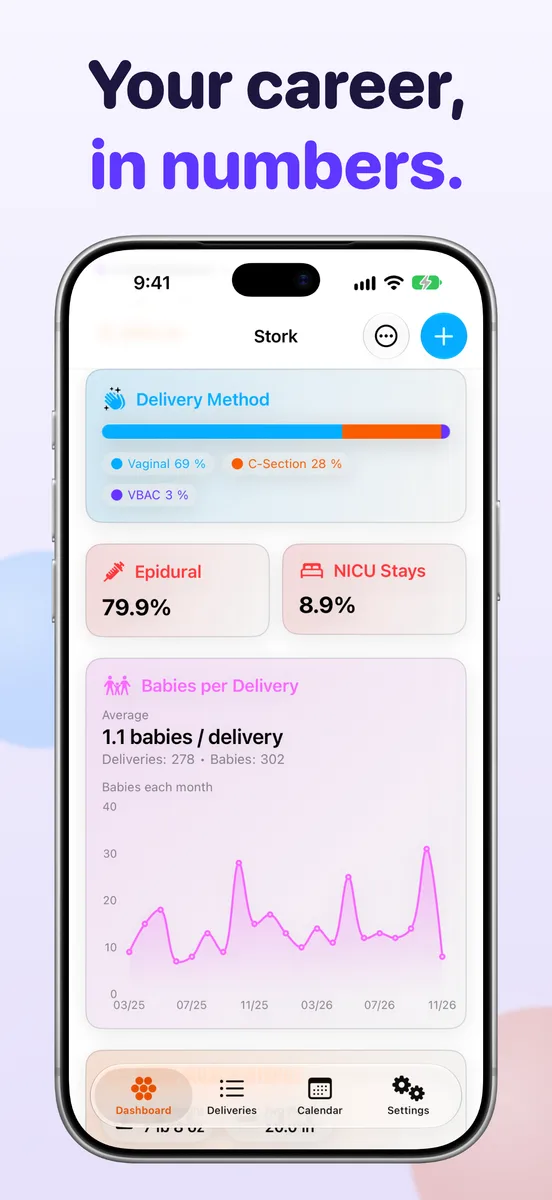 Your career,
in numbers.
9:41
Stork
Delivery Method
Vaginal 69 %
C-Section 28 %
VBAC 3 %
Epidural
79.9%
NICU Stays
8.9%
Babies per Delivery
Average
1.1 babies / delivery
Deliveries: 278 • Babies: 302
Babies each month
40
30
20
10
0
03/25
07/25
11/25
03/26
07/26
11/26
Dashboard
Deliveries
Calendar
Settings